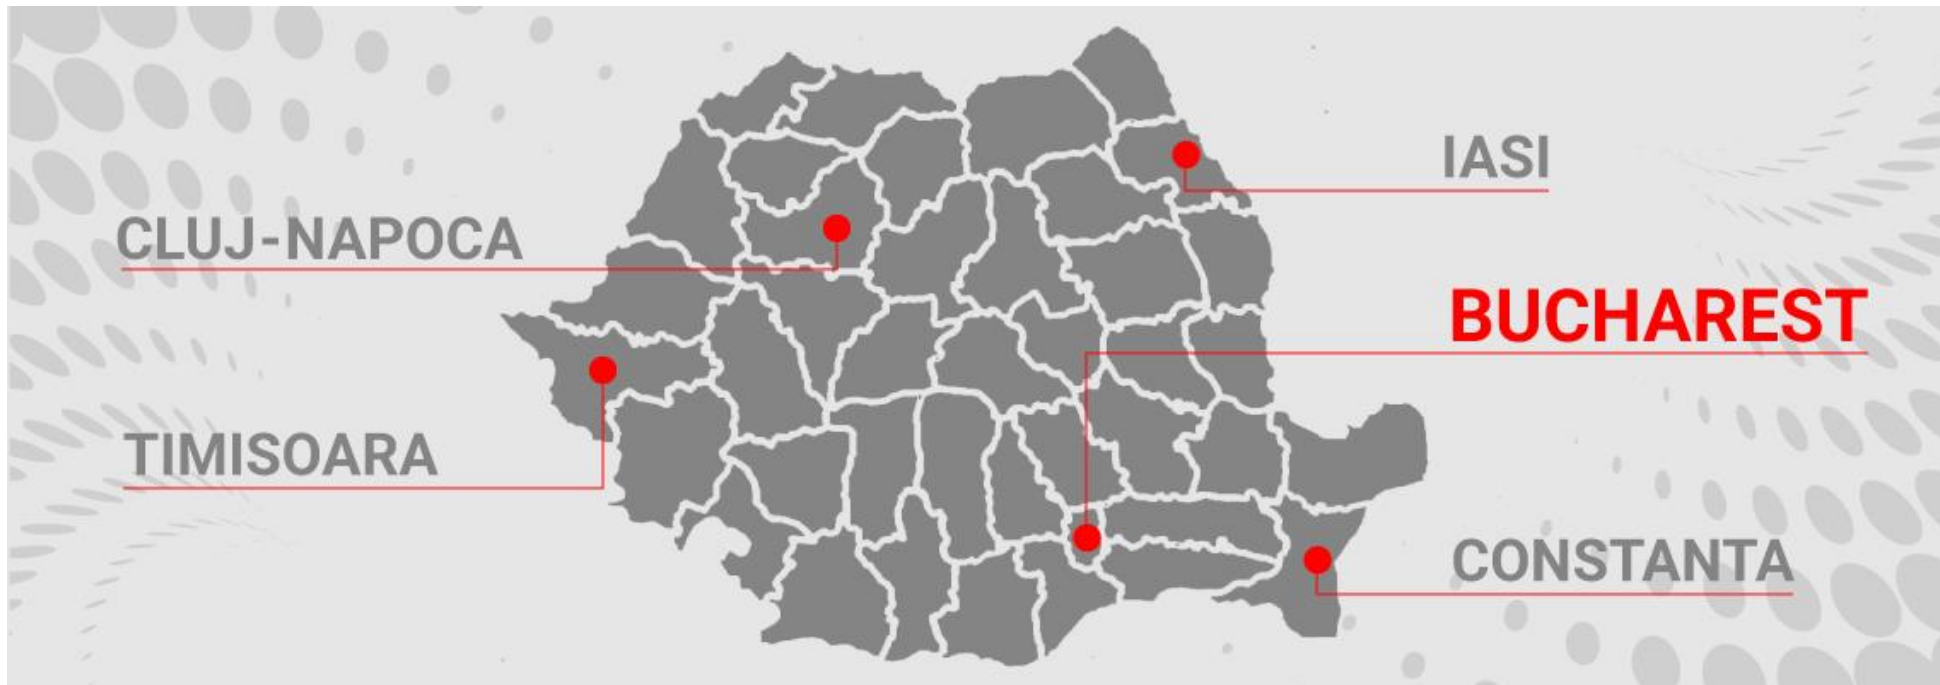 IASI
CLUJ-NAPOCA
BUCHAREST
TIMISOARA
CONSTANTA